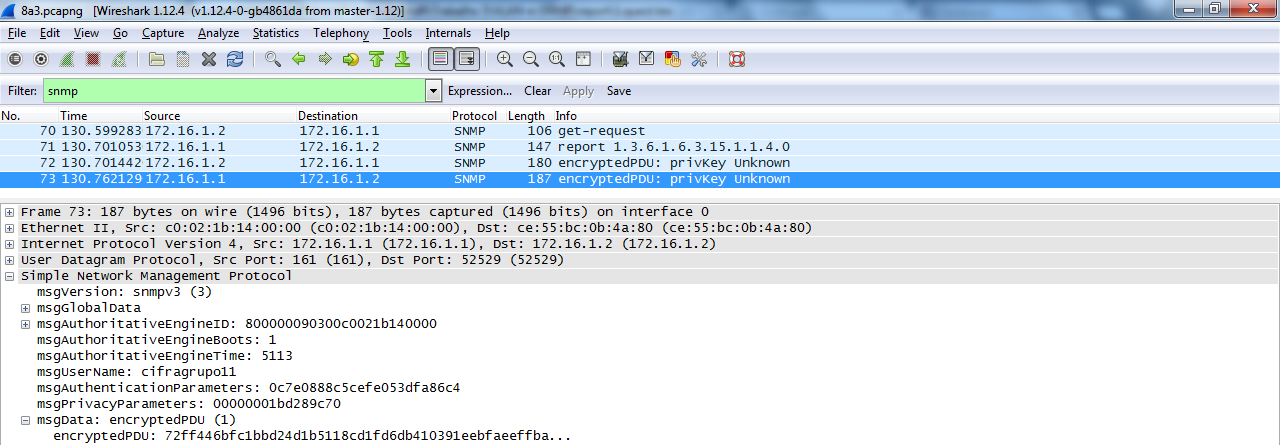 8a3.pcapng [Wireshark 1.12.4 (v1.12.4-0-gb4861da from master-1.12)]
File Edit View Go Capture Analyze Statistics Telephony Tools Internals Help
Filter: snmp Expression... Clear Apply Save
No. Time Source Destination Protocol Length Info
70 130.599283 172.16.1.2 172.16.1.1 SNMP 106 get-request
71 130.701053 172.16.1.1 172.16.1.2 SNMP 147 report 1.3.6.1.6.3.15.1.1.4.0
72 130.701442 172.16.1.2 172.16.1.1 SNMP 180 encryptedPDU: privKey Unknown
73 130.762129 172.16.1.1 172.16.1.2 SNMP 187 encryptedPDU: privKey Unknown
Frame 73: 187 bytes on wire (1496 bits), 187 bytes captured (1496 bits) on interface 0
Ethernet II, Src: c0:02:1b:14:00:00 (c0:02:1b:14:00:00), Dst: ce:55:bc:0b:4a:80 (ce:55:bc:0b:4a:80)
Internet Protocol Version 4, Src: 172.16.1.1 (172.16.1.1), Dst: 172.16.1.2 (172.16.1.2)
User Datagram Protocol, Src Port: 161 (161), Dst Port: 52529 (52529)
Simple Network Management Protocol
msgVersion: snmpv3 (3)
msgGlobalData
msgAuthoritativeEngineID: 800000090300c0021b140000
msgAuthoritativeEngineBoots: 1
msgAuthoritativeEngineTime: 5113
msgUserName: cifragrupo11
msgAuthenticationParameters: 0c7e0888c5cefe053dfa86c4
msgPrivacyParameters: 00000001bd289c70
msgData: encryptedPDU (1)
encryptedPDU: 72ff446bfc1bbd24d1b5118cd1fd6db410391eebfaeeffba...